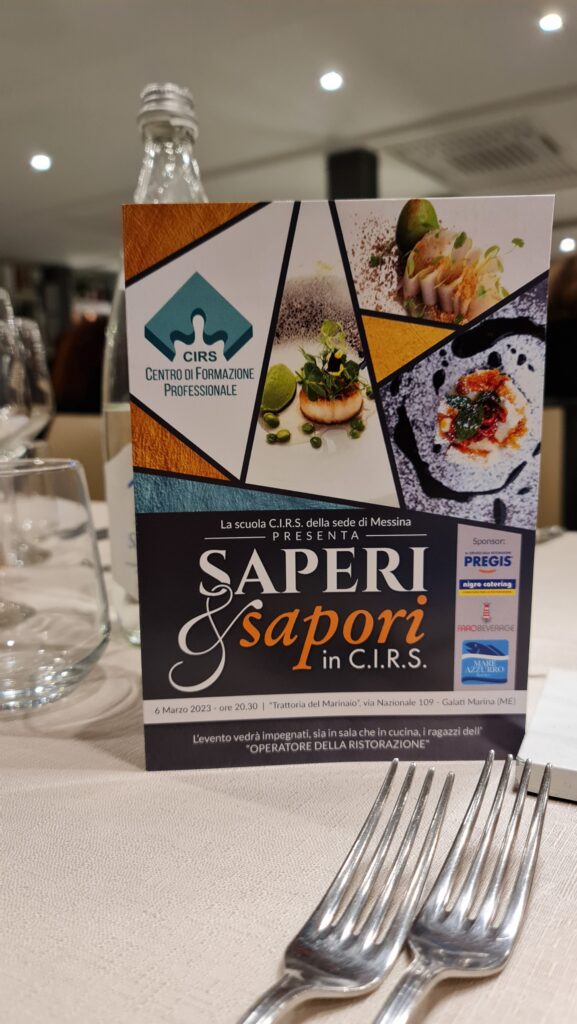 CIRS
CENTRO DI FORMAZIONE
PROFESSIONALE
La scuola C.I.R.S. della sede di Messina
PRESENTA
SAPERI
& sapori
in C.I.R.S.
Sponsor:
PREGIS
nigro catering
FAROBEVERAGE
MARE
AZZURRO
6 Marzo 2023 - ore 20.30 | "Trattoria del Marinaio", via Nazionale 109 - Galati Marina (ME)
L'evento vedrà impegnati, sia in sala che in cucina, i ragazzi dell'
"OPERATORE DELLA RISTORAZIONE"